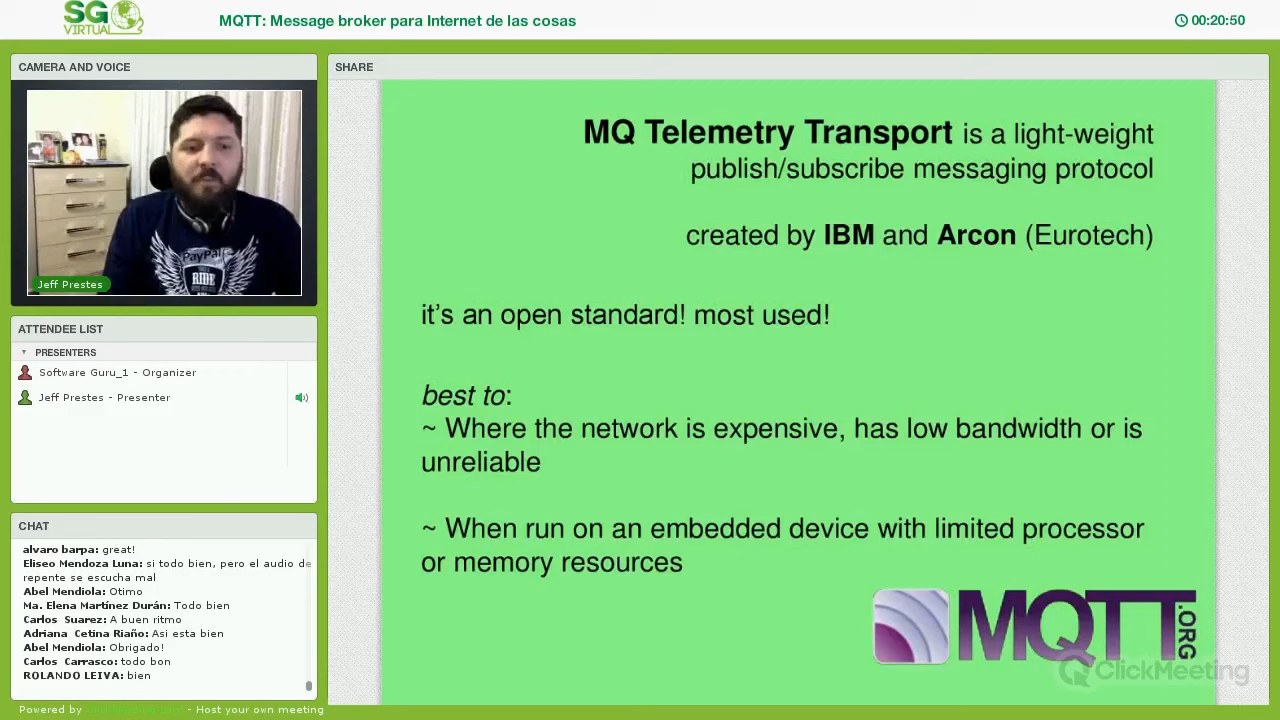 SG
VIRTUAL
MQTT: Message broker para Internet de las cosas
00:20:50
CAMERA AND VOICE
PayPal
RIDE
Jeff Prestes
ATTENDEE LIST
PRESENTERS
Software Guru_1 - Organizer
Jeff Prestes - Presenter
CHAT
alvaro barpa: great!
Eliseo Mendoza Luna: si todo bien, pero el audio de
repente se escucha mal
Abel Mendiola: Otimo
Ma. Elena Martínez Durán: Todo bien
Carlos Suarez: A buen ritmo
Adriana Cetina Riaño: Asi esta bien
Abel Mendiola: Obrigado!
Carlos Carrasco: todo bon
ROLANDO LEIVA: bien
Powered by ClickMeeting.com - Host your own meeting
SHARE
MQ Telemetry Transport is a light-weight
publish/subscribe messaging protocol
created by IBM and Arcon (Eurotech)
it's an open standard! most used!
best to:
~ Where the network is expensive, has low bandwidth or is
unreliable
~ When run on an embedded device with limited processor
or memory resources
MQTT.ORG
ClickMeeting